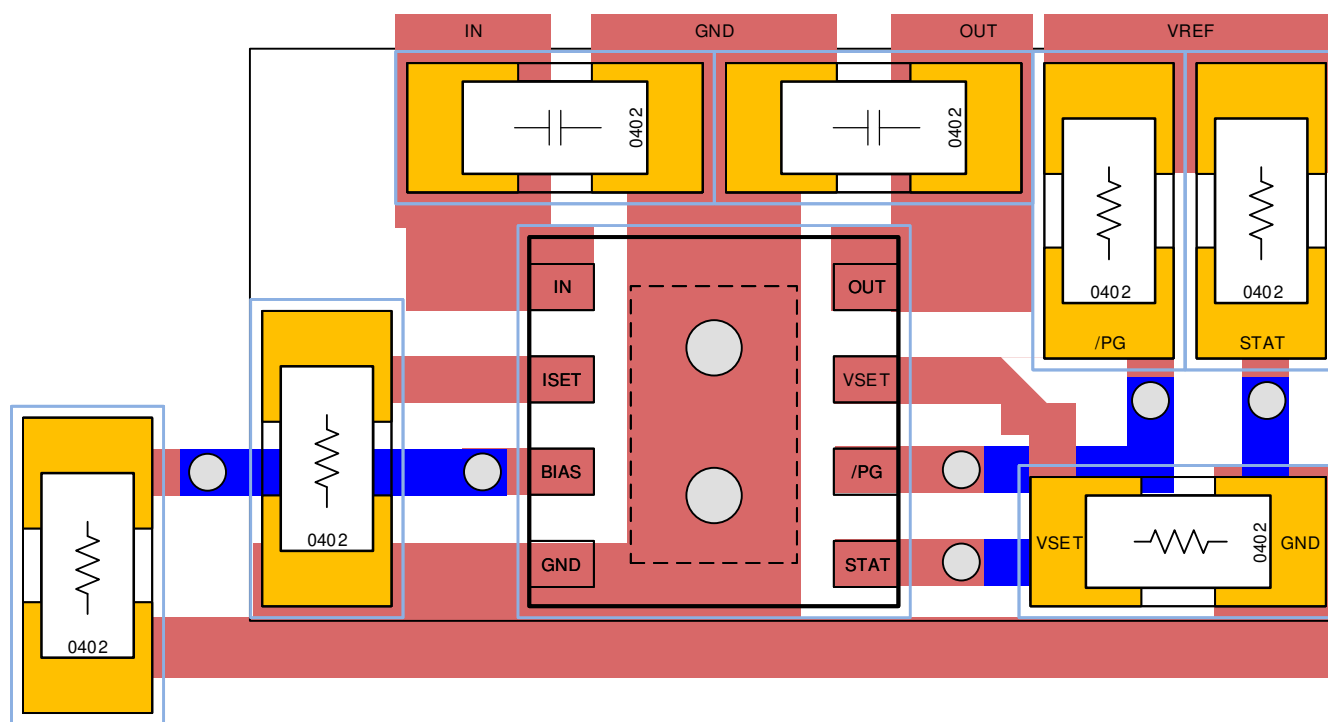 IN
GND
OUT
VREF
0402
0402
0402
0402
/PG
STAT
IN
OUT
ISET
VSET
BIAS
/PG
GND
STAT
0402
0402
VSET
0402
GND